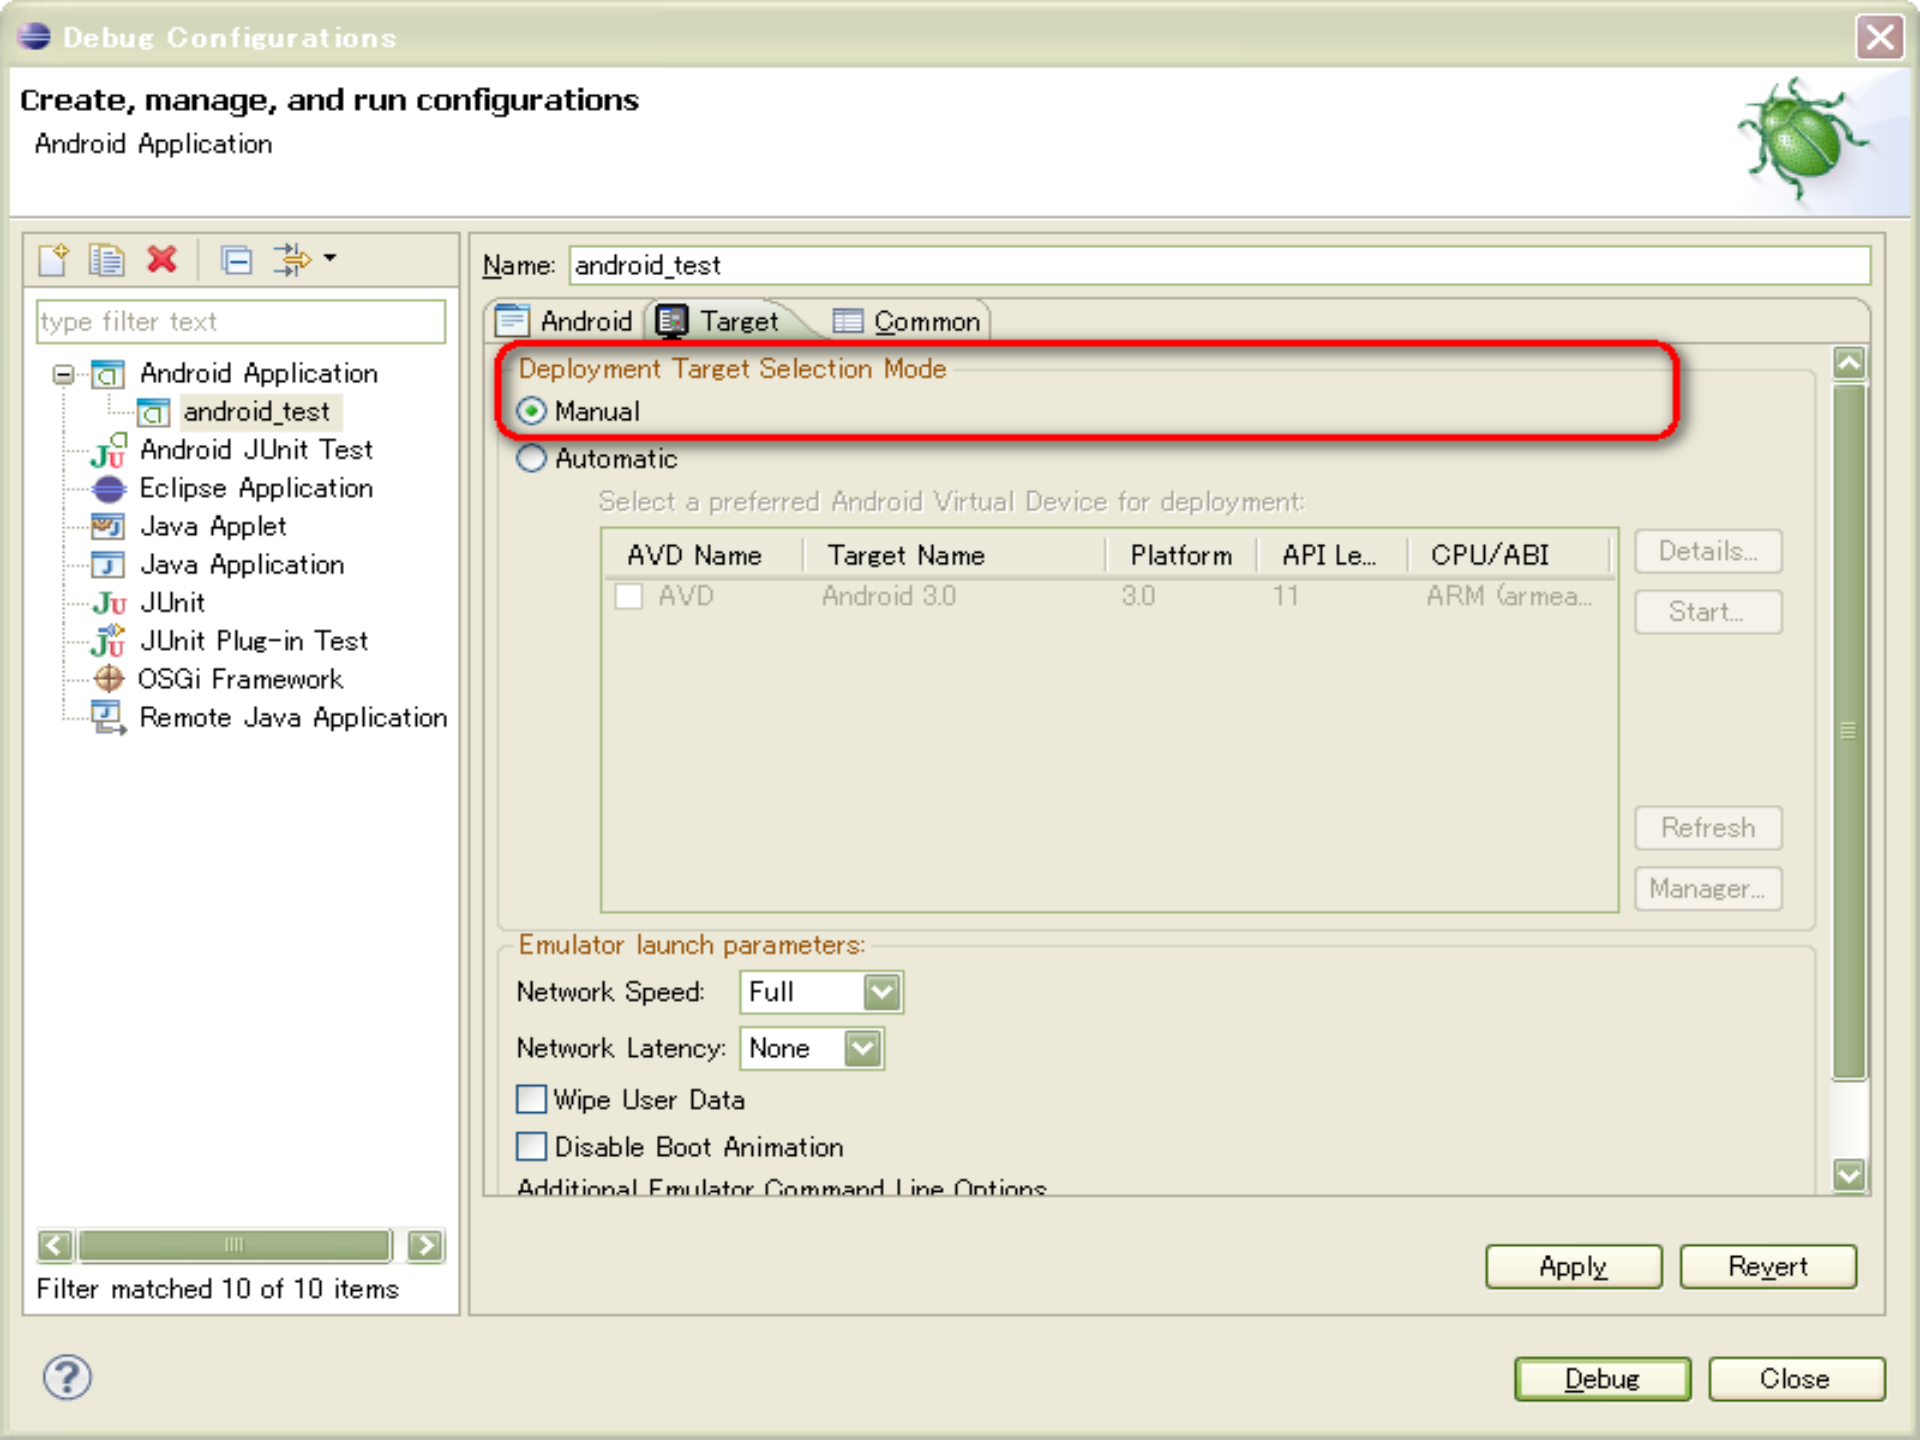 Debug Configurations
Create, manage, and run configurations
Android Application
type filter text
Android Application
android_test
Android JUnit Test
Eclipse Application
Java Applet
Java Application
JUnit
JUnit Plug-in Test
OSGi Framework
Remote Java Application
Filter matched 10 of 10 items
Name: android_test
Android Target Common
Deployment Target Selection Mode
Manual
Automatic
Select a preferred Android Virtual Device for deployment:
AVD Name Target Name Platform API Le... CPU/ABI
AVD Android 3.0 3.0 11 ARM (armea...
Details...
Start...
Refresh
Manager...
Emulator launch parameters:
Network Speed: Full
Network Latency: None
Wipe User Data
Disable Boot Animation
Additional Emulator Command Line Options
Apply Revert
Debug Close